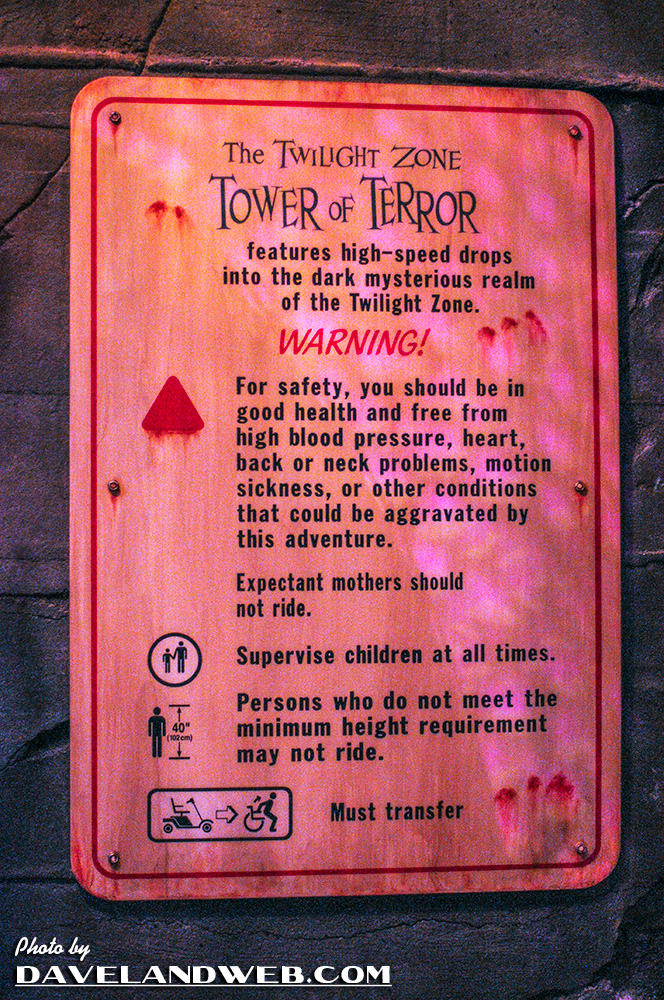 The TWILIGHT ZONE
TOWER OF TERROR
features high-speed drops
into the dark mysterious realm
of the Twilight Zone.
WARNING!
For safety, you should be in
good health and free from
high blood pressure, heart,
back or neck problems, motion
sickness, or other conditions
that could be aggravated by
this adventure.
Expectant mothers should
not ride.
Supervise children at all times.
Persons who do not meet the
minimum height requirement
may not ride.
40"
(102cm)
Must transfer
Photo by
DAVELANDWEB.COM